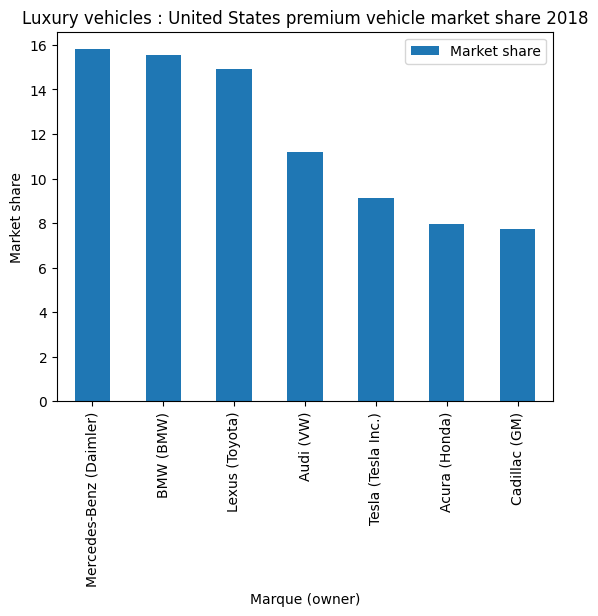 Luxury vehicles : United States premium vehicle market share 2018
Market share
16
14
12
10
8
6
4
2
0
Market share
Mercedes-Benz (Daimler)
BMW (BMW)
Lexus (Toyota)
Audi (VW)
Tesla (Tesla Inc.)
Acura (Honda)
Cadillac (GM)
Marque (owner)